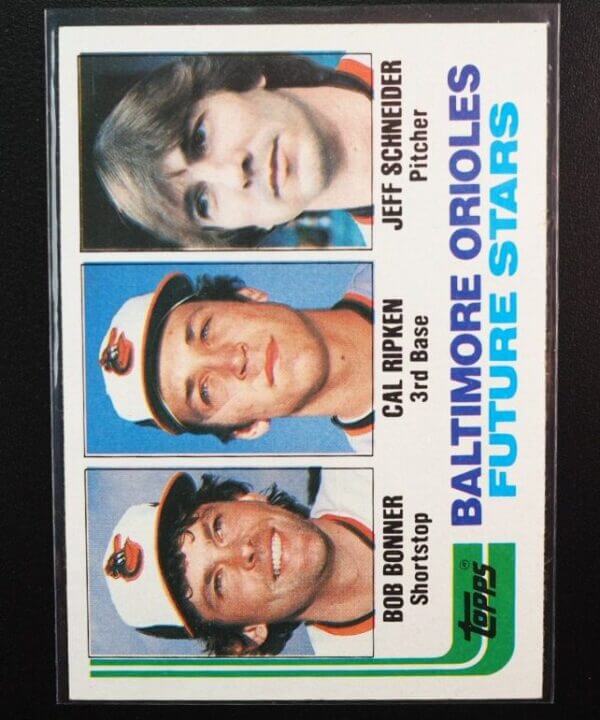 BOB BONNER
Shortstop
CAL RIPKEN
3rd Base
JEFF SCHNEIDER
Pitcher
TOPPS®
BALTIMORE ORIOLES
FUTURE STARS